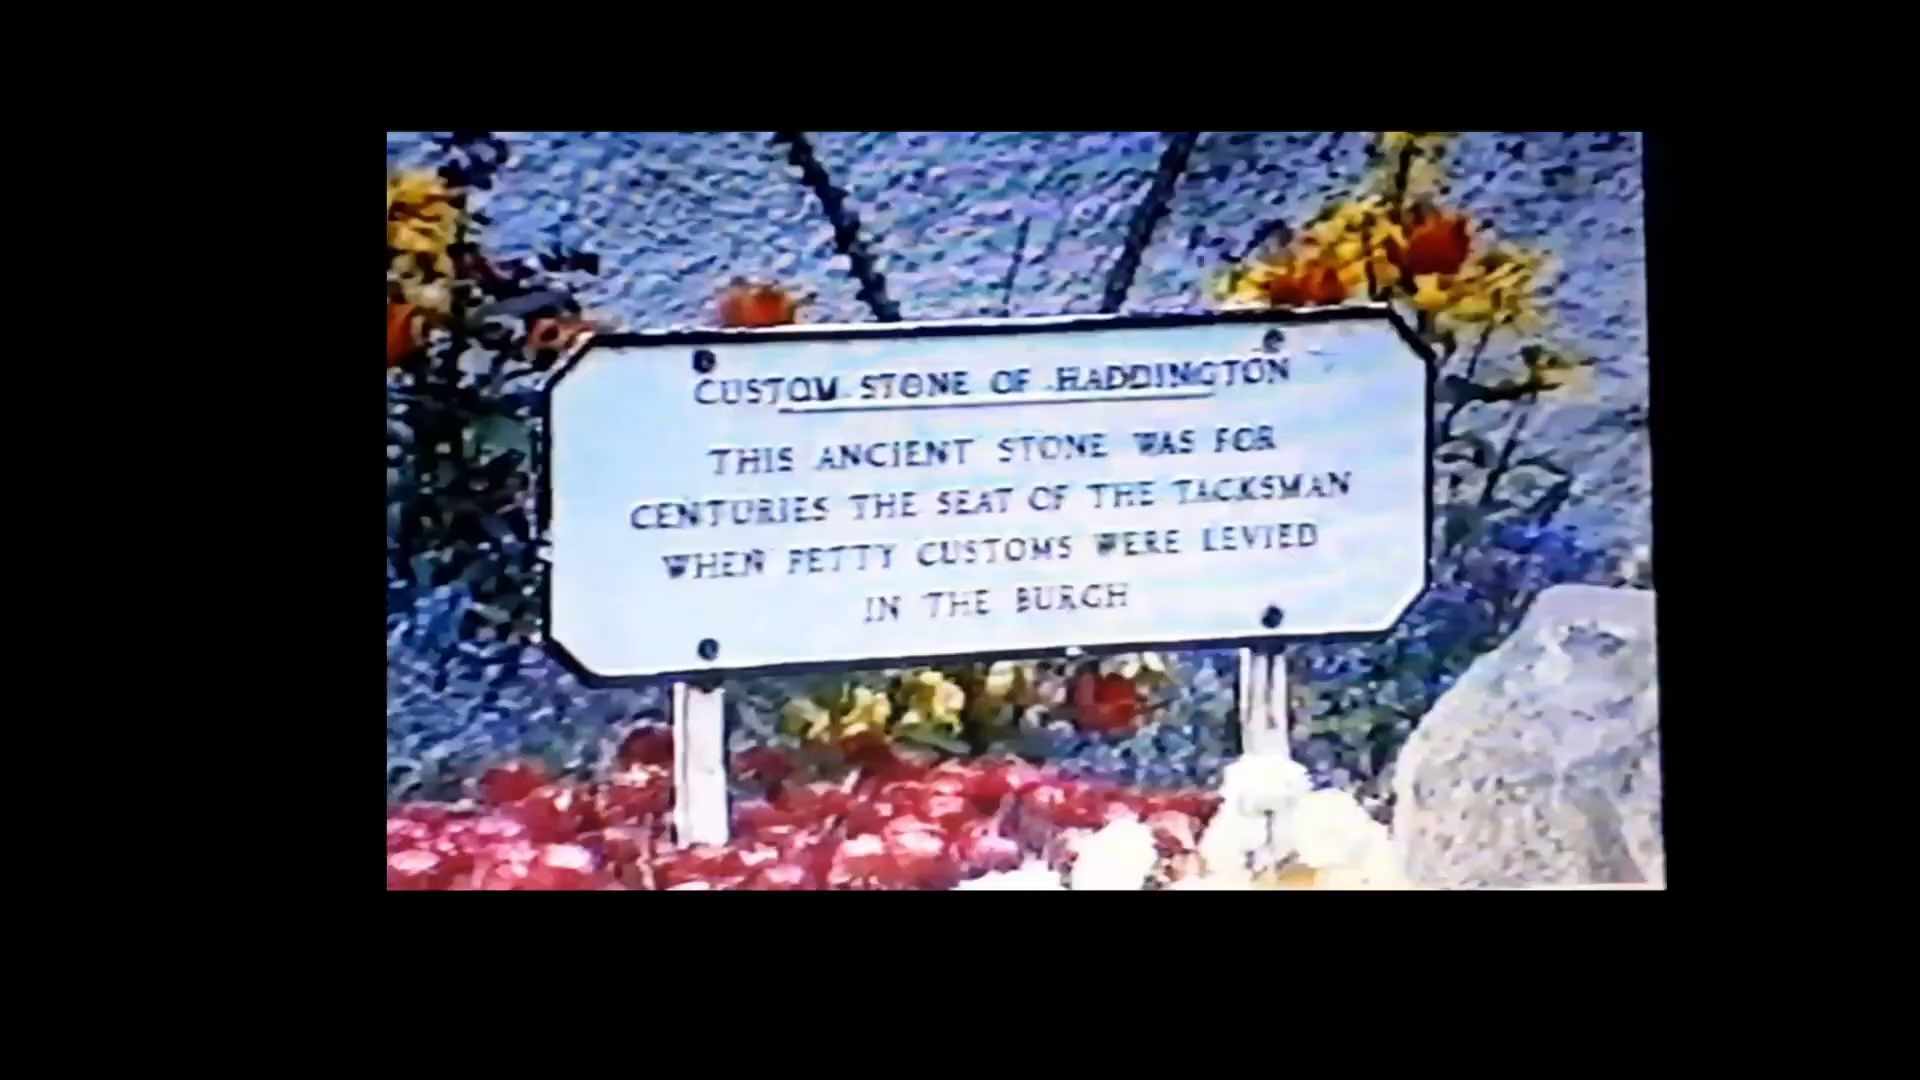 CUSTOM STONE OF HADDINGTON
THIS ANCIENT STONE WAS FOR
CENTURIES THE SEAT OF THE TACKSMAN
WHEN PETTY CUSTOMS WERE LEVIED
IN THE BURGH